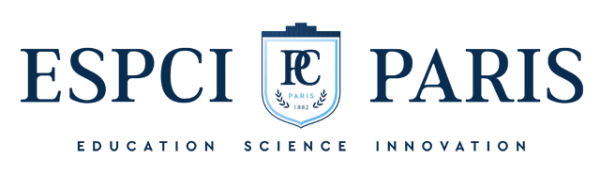 ESPCI PC PARIS
PARIS
1882
EDUCATION SCIENCE INNOVATION